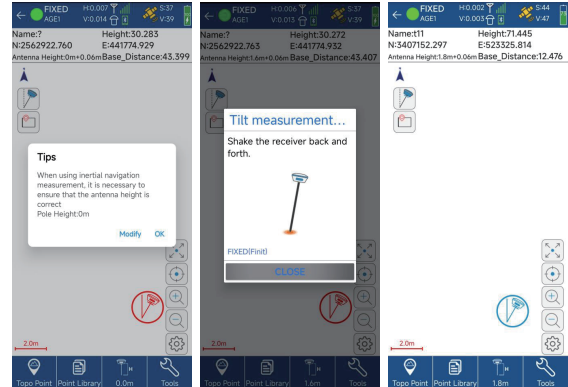 FIXED
H:0.007
S:37
AGE1
V:0.014
V:39
Name:?
Height:30.283
N:2562922.760
E:441774.929
Antenna Height:0m+0.06m
Base_Distance:43.399
Tips
When using inertial navigation
measurement, it is necessary to
ensure that the antenna height is
correct
Pole Height:0m
Modify
OK
2.0m
Topo Point
Point Library
0.0m
Tools
FIXED
H:0.006
S:37
AGE1
V:0.013
V:39
Name:?
Height:30.272
N:2562922.763
E:441774.932
Antenna Height:1.6m+0.06m
Base_Distance:43.407
Tilt measurement...
Shake the receiver back and
forth.
FIXED(Finit)
CLOSE
2.0m
Topo Point
Point Library
1.6m
Tools
FIXED
H:0.002
S:44
AGE1
V:0.003
V:47
Name:t11
Height:71.445
N:3407152.297
E:523325.814
Antenna Height:1.8m+0.06m
Base_Distance:12.476
2.0m
Topo Point
Point Library
1.8m
Tools